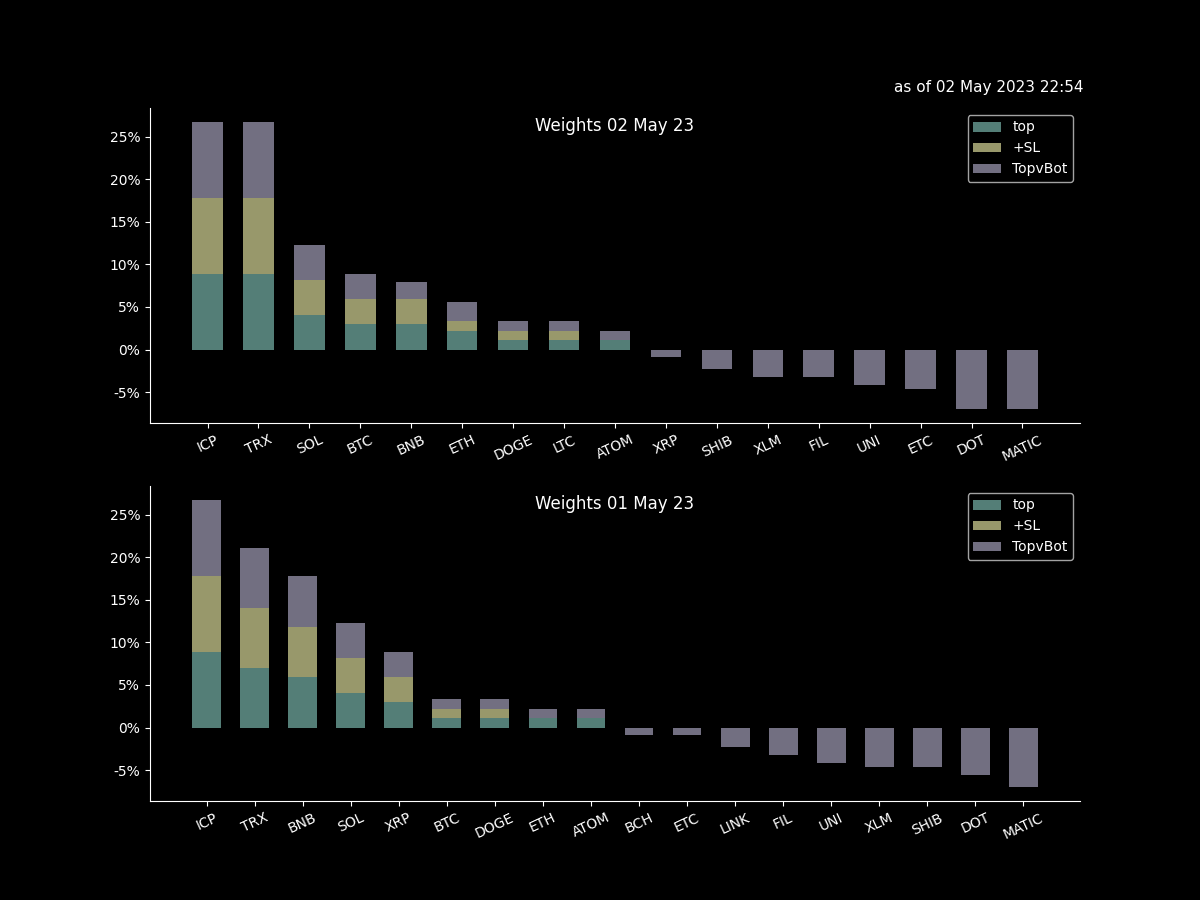 as of 02 May 2023 22:54
Weights 02 May 23
top
+SL
TopvBot
25%
20%
15%
10%
5%
0%
-5%
ICP TRX SOL BTC BNB ETH DOGE LTC ATOM XRP SHIB XLM FIL UNI ETC DOT MATIC
Weights 01 May 23
top
+SL
TopvBot
25%
20%
15%
10%
5%
0%
-5%
ICP TRX BNB SOL XRP BTC DOGE ETH ATOM BCH ETC LINK FIL UNI XLM SHIB DOT MATIC